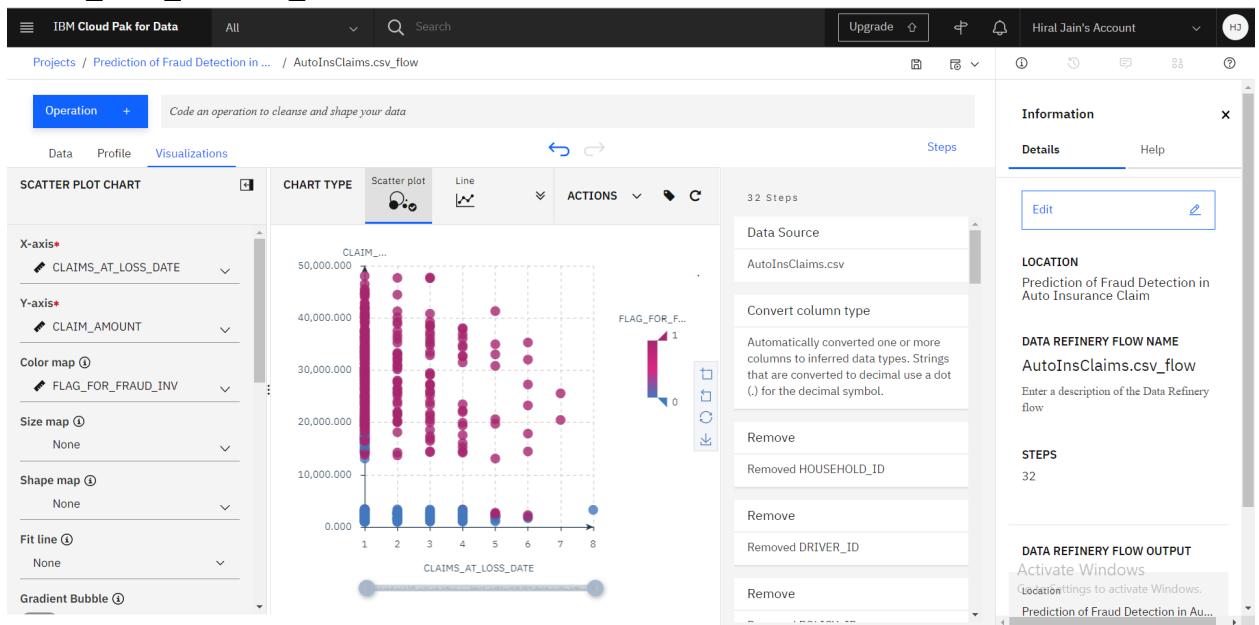 IBM Cloud Pak for Data
All
Search
Upgrade
Hiral Jain's Account
HJ
Projects / Prediction of Fraud Detection in ... / AutoInsClaims.csv_flow
Operation +
Code an operation to cleanse and shape your data
Data Profile Visualizations
Steps
SCATTER PLOT CHART
X-axis*
CLAIMS_AT_LOSS_DATE
Y-axis*
CLAIM_AMOUNT
Color map
FLAG_FOR_FRAUD_INV
Size map
None
Shape map
None
Fit line
None
Gradient Bubble
CHART TYPE
Scatter plot
Line
ACTIONS
CLAIM_...
50,000.000
40,000.000
30,000.000
20,000.000
10,000.000
0.000
1 2 3 4 5 6 7 8
CLAIMS_AT_LOSS_DATE
FLAG_FOR_F...
1
0
32 Steps
Data Source
AutoInsClaims.csv
Convert column type
Automatically converted one or more
columns to inferred data types. Strings
that are converted to decimal use a dot
(.) for the decimal symbol.
Remove
Removed HOUSEHOLD_ID
Remove
Removed DRIVER_ID
Remove
Information
Details
Help
Edit
LOCATION
Prediction of Fraud Detection in
Auto Insurance Claim
DATA REFINERY FLOW NAME
AutoInsClaims.csv_flow
Enter a description of the Data Refinery
flow
STEPS
32
DATA REFINERY FLOW OUTPUT
Activate Windows
Go to Settings to activate Windows.
Location
Prediction of Fraud Detection in Au...